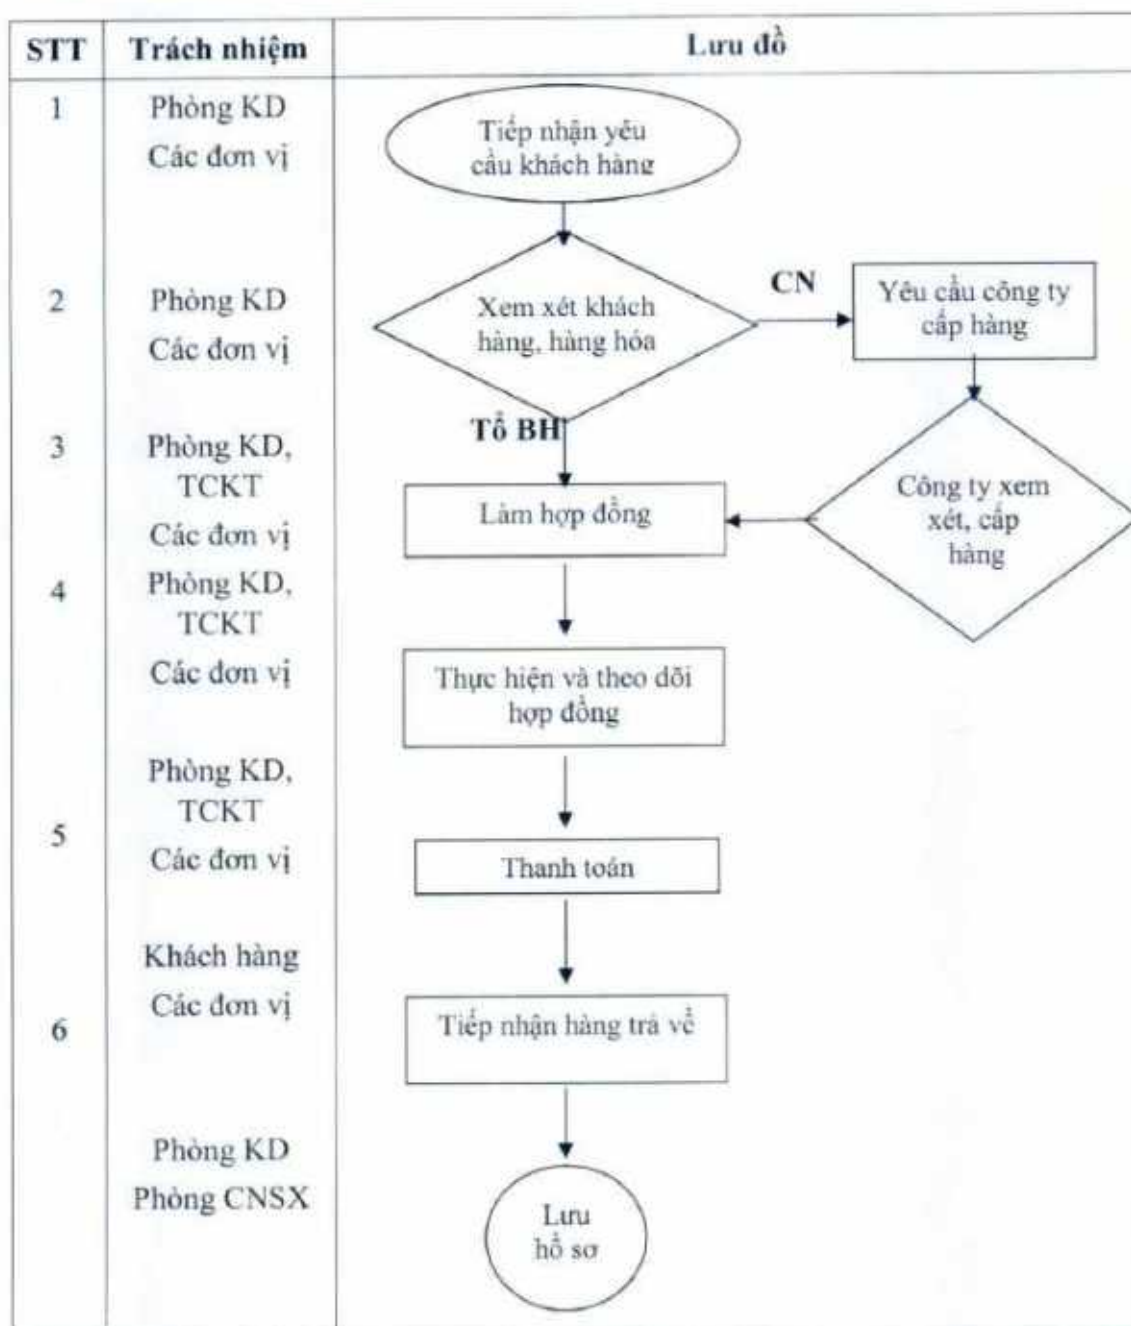 STT Trách nhiệm Lưu đồ
1 Phòng KD
Các đơn vị
Tiếp nhận yêu
cầu khách hàng
2 Phòng KD
Các đơn vị
Xem xét khách
hàng, hàng hóa
CN
Yêu cầu công ty
cấp hàng
Tổ BH
3 Phòng KD,
TCKT
Các đơn vị
Làm hợp đồng
Công ty xem
xét, cấp
hàng
4 Phòng KD,
TCKT
Các đơn vị
Thực hiện và theo dõi
hợp đồng
Phòng KD,
TCKT
5
Các đơn vị
Thanh toán
Khách hàng
Các đơn vị
6
Tiếp nhận hàng trả về
Phòng KD
Phòng CNSX
Lưu
hồ sơ